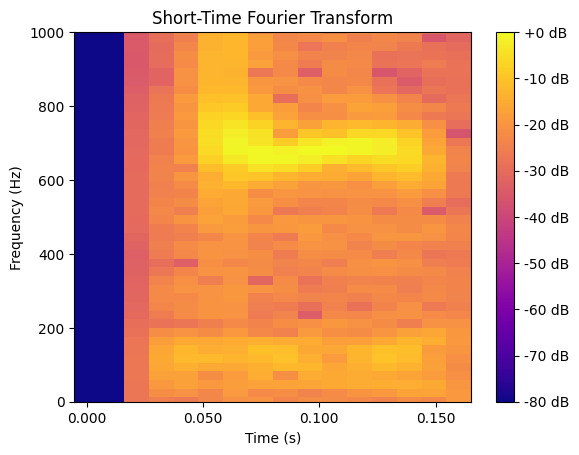 Short-Time Fourier Transform
1000
800
600
400
200
0
Frequency (Hz)
0.000
0.050
0.100
0.150
Time (s)
+0 dB
-10 dB
-20 dB
-30 dB
-40 dB
-50 dB
-60 dB
-70 dB
-80 dB